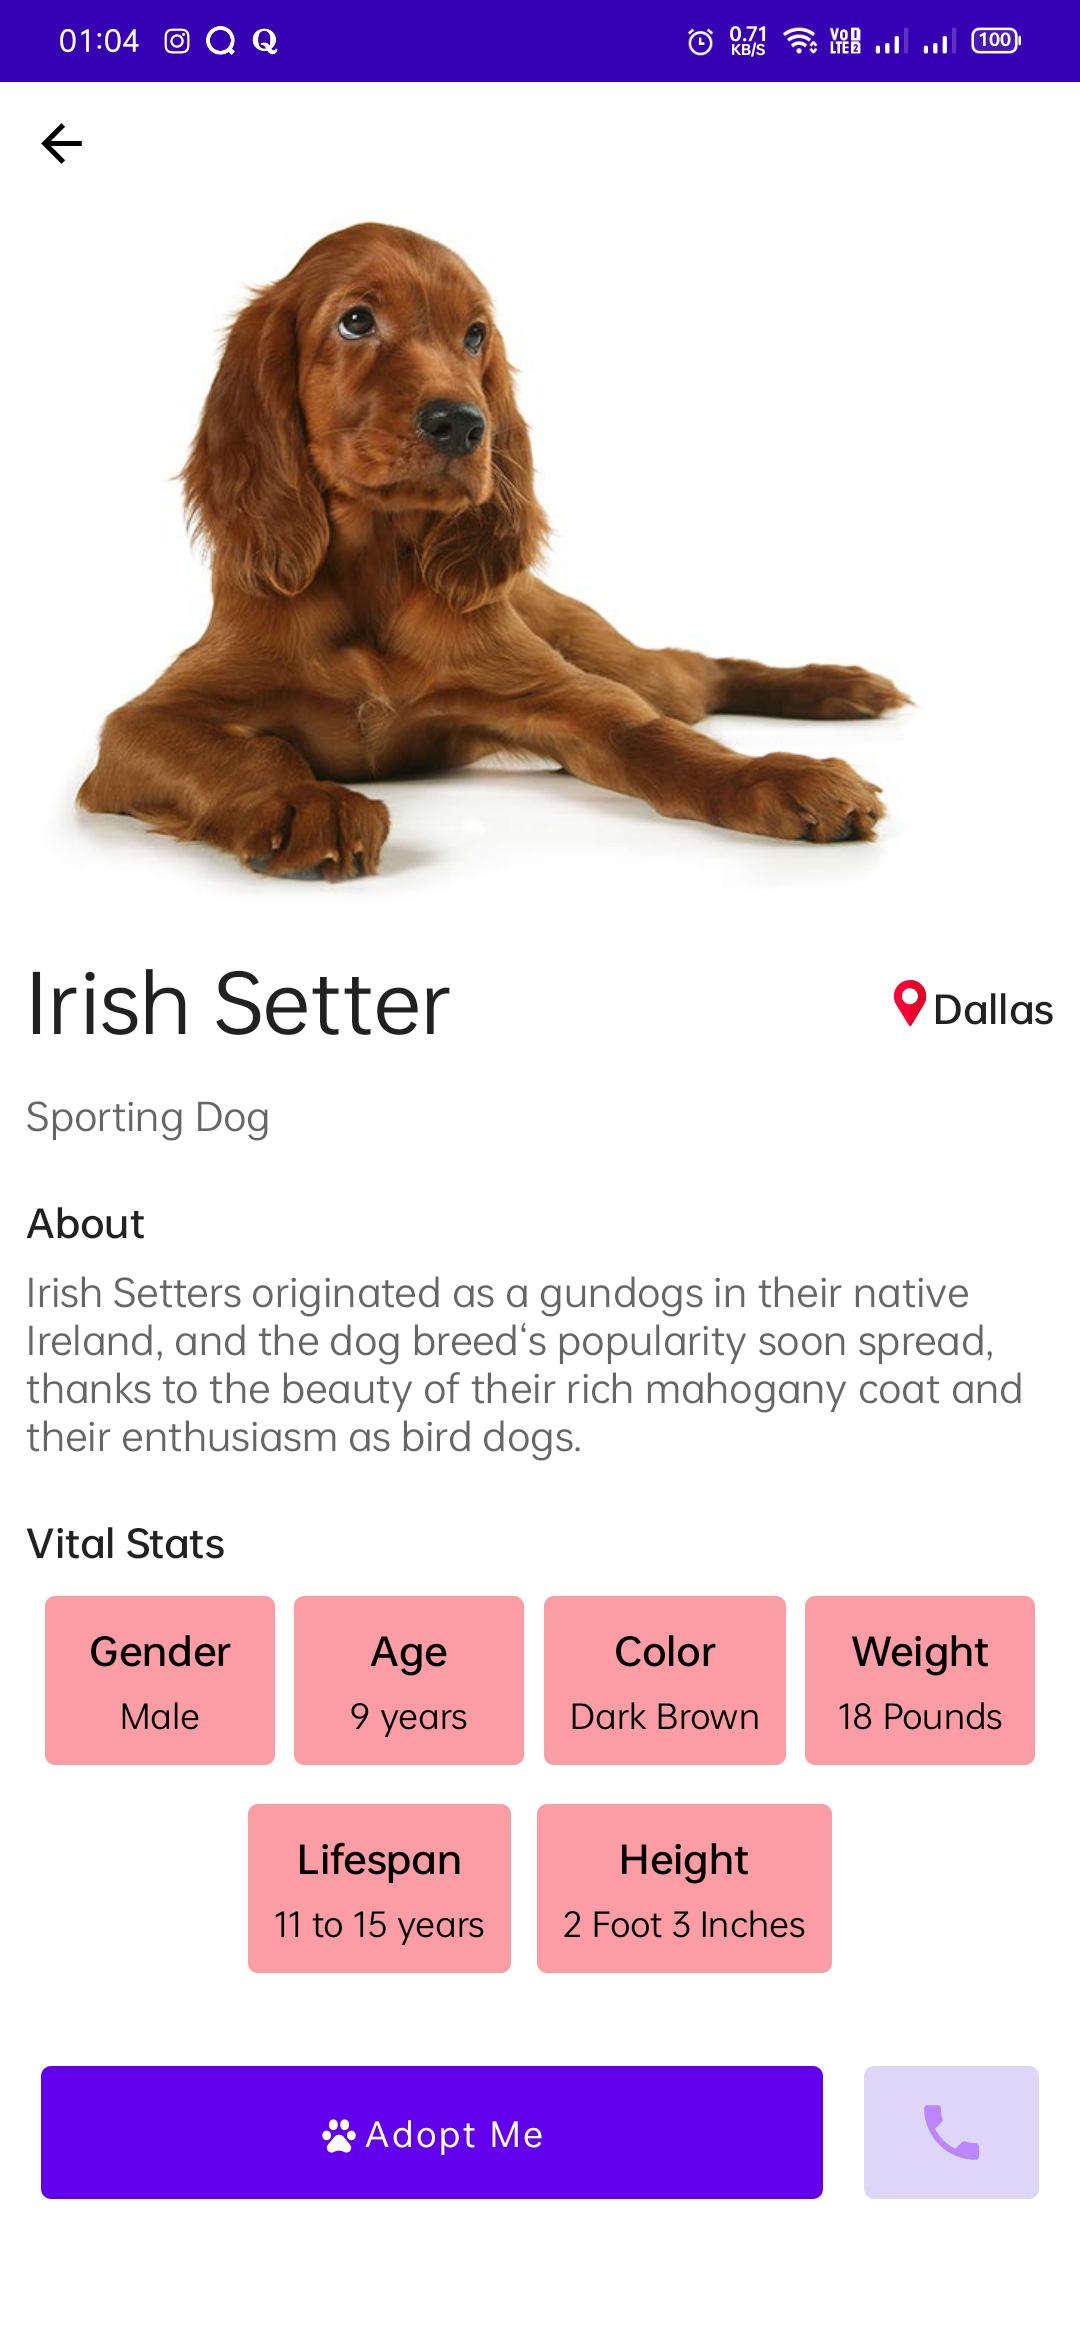 01:04
0.71
KB/S
Vo
LTE 2
100
Irish Setter
Dallas
Sporting Dog
About
Irish Setters originated as a gundogs in their native
Ireland, and the dog breed‘s popularity soon spread,
thanks to the beauty of their rich mahogany coat and
their enthusiasm as bird dogs.
Vital Stats
Gender
Male
Age
9 years
Color
Dark Brown
Weight
18 Pounds
Lifespan
11 to 15 years
Height
2 Foot 3 Inches
Adopt Me